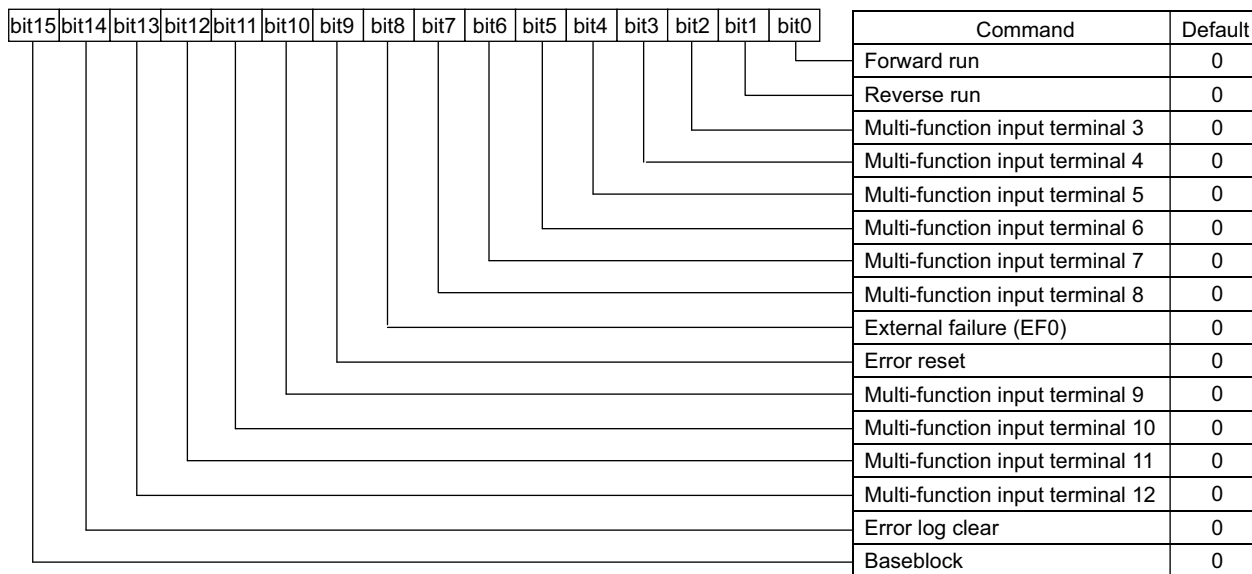 bit15 bit14 bit13 bit12 bit11 bit10 bit9 bit8 bit7 bit6 bit5 bit4 bit3 bit2 bit1 bit0
Command Default
Forward run 0
Reverse run 0
Multi-function input terminal 3 0
Multi-function input terminal 4 0
Multi-function input terminal 5 0
Multi-function input terminal 6 0
Multi-function input terminal 7 0
Multi-function input terminal 8 0
External failure (EF0) 0
Error reset 0
Multi-function input terminal 9 0
Multi-function input terminal 10 0
Multi-function input terminal 11 0
Multi-function input terminal 12 0
Error log clear 0
Baseblock 0